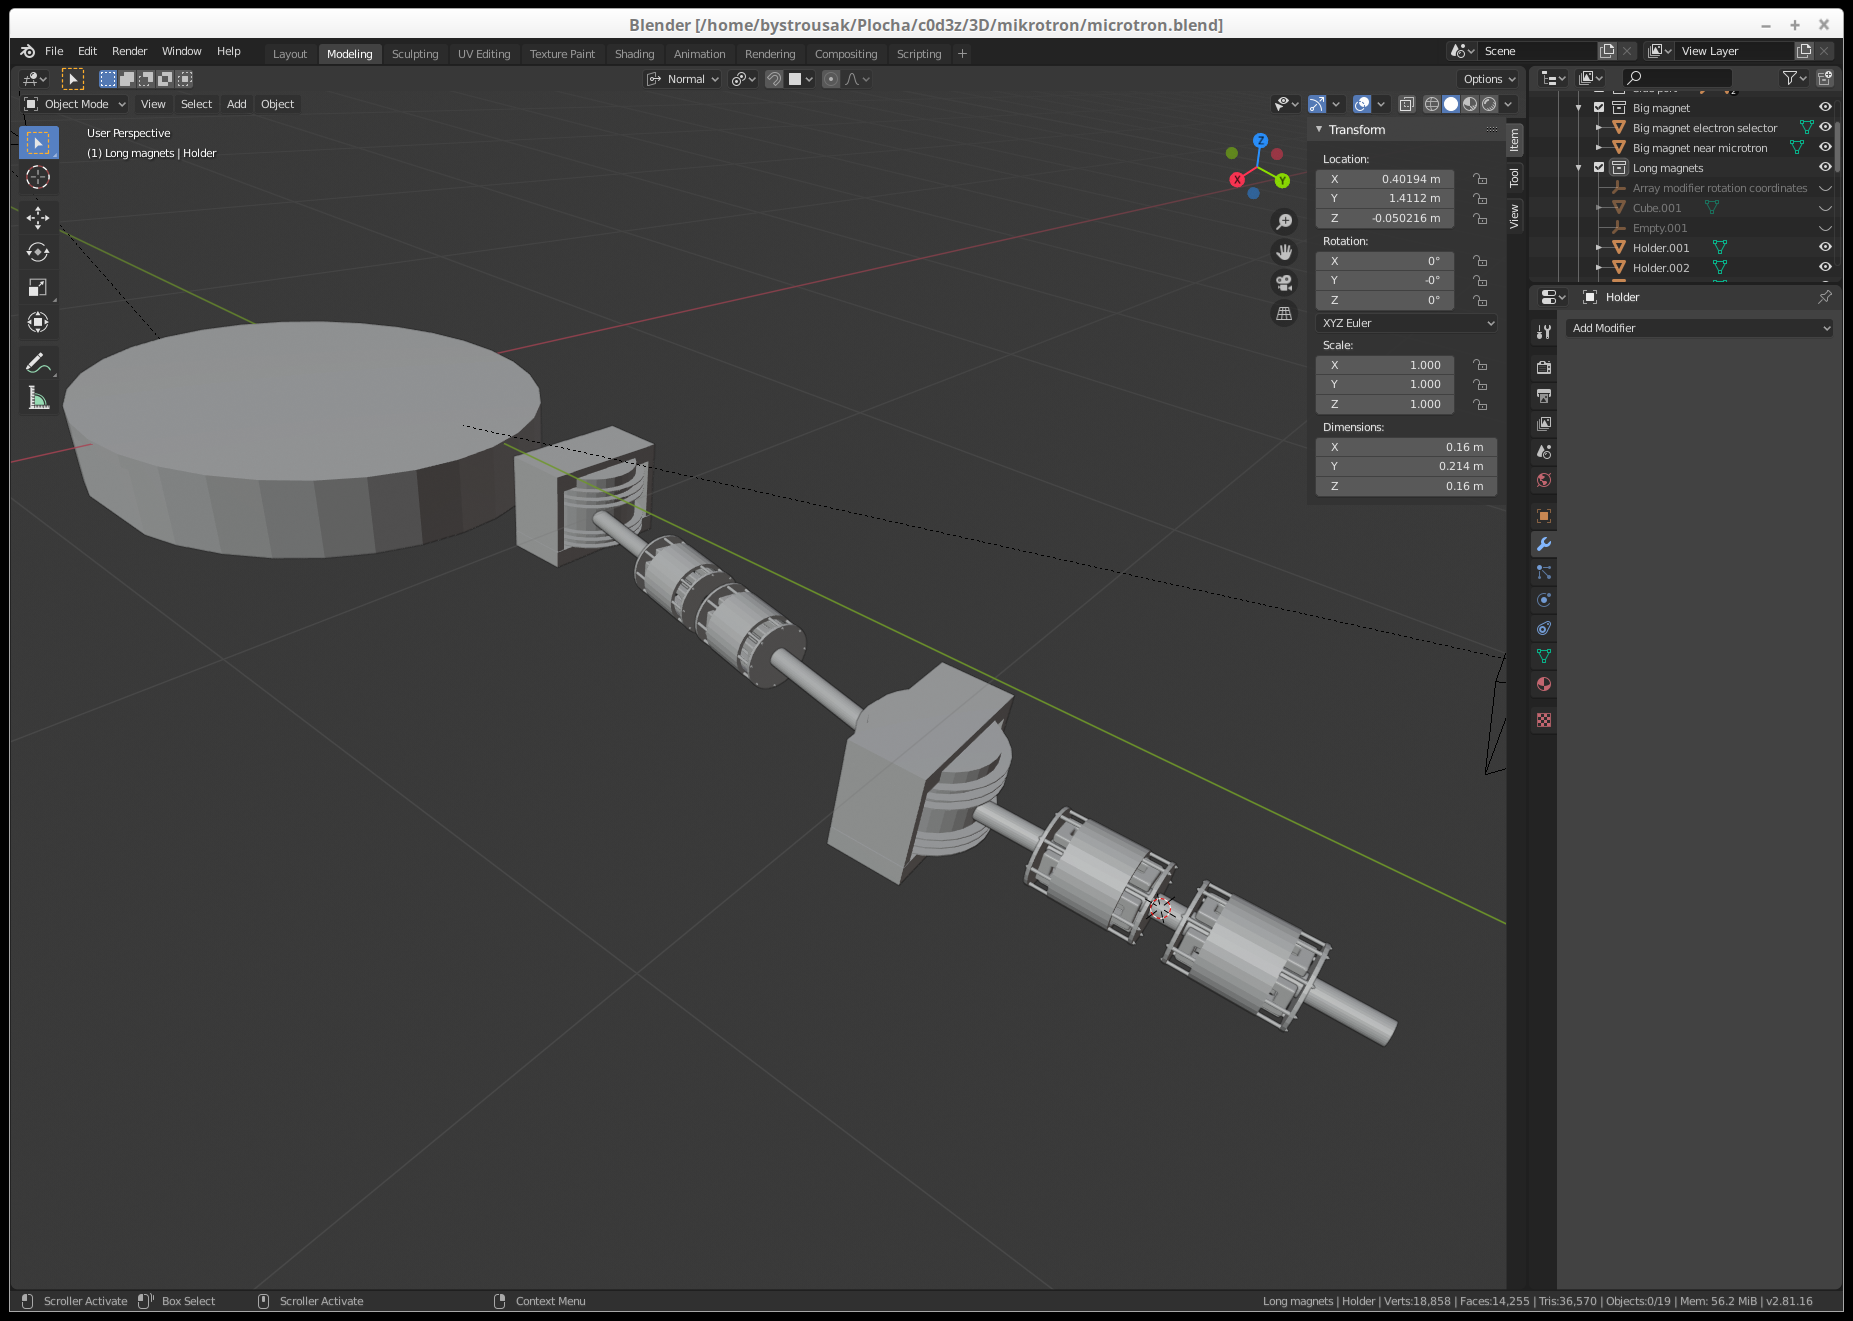 Blender [/home/bystrousak/Plocha/c0d3z/3D/mikrotron/microtron.blend]
File Edit Render Window Help Layout Modeling Sculpting UV Editing Texture Paint Shading Animation Rendering Compositing Scripting + Scene View Layer
Normal Options
Object Mode View Select Add Object
User Perspective
(1) Long magnets | Holder
Z
X
Y
Transform
Location:
X 0.40194 m
Y 1.4112 m
Z -0.050216 m
Rotation:
X 0°
Y -0°
Z 0°
XYZ Euler
Scale:
X 1.000
Y 1.000
Z 1.000
Dimensions:
X 0.16 m
Y 0.214 m
Z 0.16 m
Item
Tool
View
Big magnet
Big magnet electron selector
Big magnet near microtron
Long magnets
Array modifier rotation coordinates
Cube.001
Empty.001
Holder.001
Holder.002
Holder
Add Modifier
Scroller Activate Box Select Scroller Activate Context Menu Long magnets | Holder | Verts:18,858 | Faces:14,255 | Tris:36,570 | Objects:0/19 | Mem: 56.2 MiB | v2.81.16